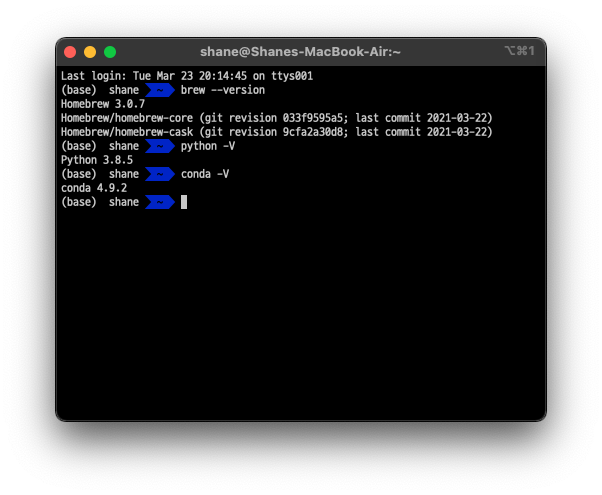 shane@Shanes-MacBook-Air:~
⌥⌘1
Last login: Tue Mar 23 20:14:45 on ttys001
(base) shane ~ brew --version
Homebrew 3.0.7
Homebrew/homebrew-core (git revision 033f9595a5; last commit 2021-03-22)
Homebrew/homebrew-cask (git revision 9cfa2a30d8; last commit 2021-03-22)
(base) shane ~ python -V
Python 3.8.5
(base) shane ~ conda -V
conda 4.9.2
(base) shane ~